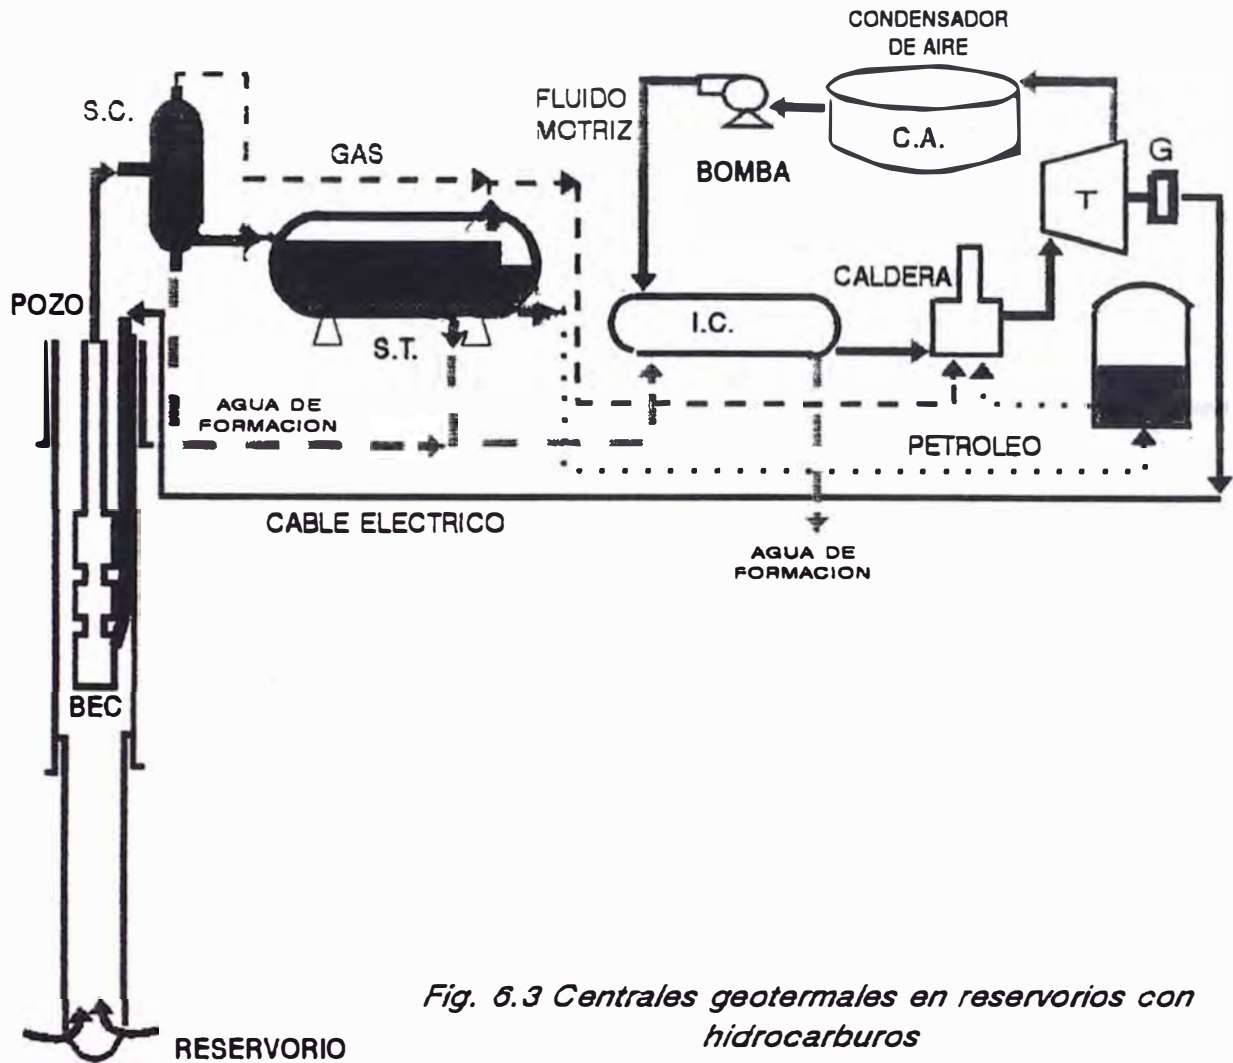 CONDENSADOR
DE AIRE
S.C.
FLUIDO
MOTRIZ
C.A.
GAS
BOMBA
G
T
CALDERA
POZO
I.C.
S.T.
AGUA DE
FORMACION
PETROLEO
CABLE ELECTRICO
AGUA DE
FORMACION
BEC
Fig. 6.3 Centrales geotermales en reservorios con
hidrocarburos
RESERVORIO